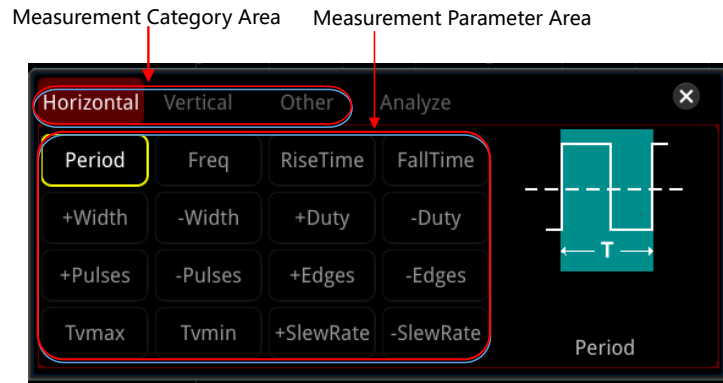 Measurement Category Area Measurement Parameter Area
Horizontal Vertical Other Analyze
Period Freq RiseTime FallTime
+Width -Width +Duty -Duty
T
+Pulses -Pulses +Edges -Edges
Tvmax Tvmin +SlewRate -SlewRate
Period